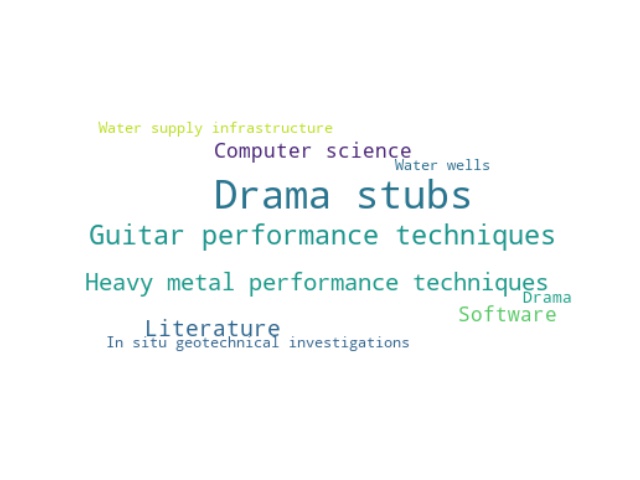 Water supply infrastructure
Computer science
Water wells
Drama stubs
Guitar performance techniques
Heavy metal performance techniques
Drama
Software
Literature
In situ geotechnical investigations